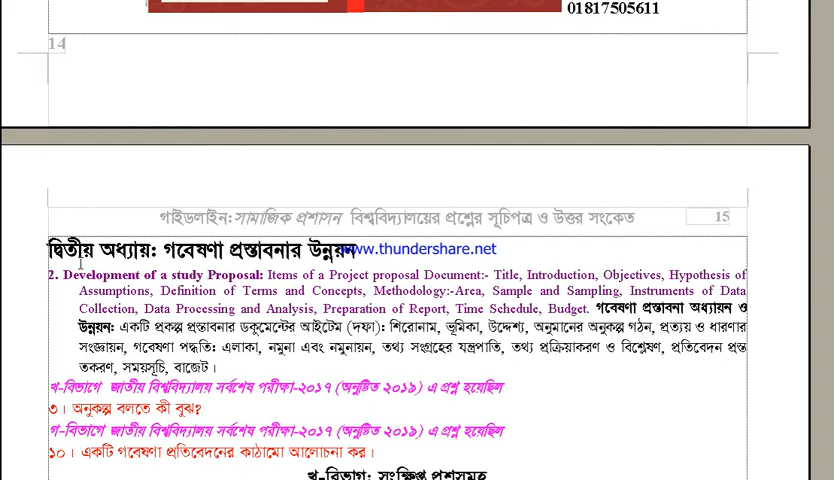 01817505611
14
গাইডলাইন:সামাজিক প্রশাসন বিশ্ববিদ্যালয়ের প্রশ্নের সূচিপত্র ও উত্তর সংকেত 15
দ্বিতীয় অধ্যায়: গবেষণা প্রস্তাবনার উন্নয়ন
www.thundershare.net
2. Development of a study Proposal: Items of a Project proposal Document:- Title, Introduction, Objectives, Hypothesis of
Assumptions, Definition of Terms and Concepts, Methodology:-Area, Sample and Sampling, Instruments of Data
Collection, Data Processing and Analysis, Preparation of Report, Time Schedule, Budget. গবেষণা প্রস্তাবনা অধ্যায়ন ও
উন্নয়ন: একটি প্রকল্প প্রস্তাবনার ডকুমেন্টের আইটেম (দফা): শিরোনাম, ভূমিকা, উদ্দেশ্য, অনুমানের অনুকল্প গঠন, প্রত্যয় ও ধারণার
সংজ্ঞায়ন, গবেষণা পদ্ধতি: এলাকা, নমুনা এবং নমুনায়ন, তথ্য সংগ্রহের যন্ত্রপাতি, তথ্য প্রক্রিয়াকরণ ও বিশ্লেষণ, প্রতিবেদন প্রস্ত
তকরণ, সময়সূচি, বাজেট।
খ-বিভাগে জাতীয় বিশ্ববিদ্যালয় সর্বশেষ পরীক্ষা-২০১৭ (অনুষ্টিত ২০১৯) এ প্রশ্ন হয়েছিল
৩। অনুকল্প বলতে কী বুঝ?
গ-বিভাগে জাতীয় বিশ্ববিদ্যালয় সর্বশেষ পরীক্ষা-২০১৭ (অনুষ্টিত ২০১৯) এ প্রশ্ন হয়েছিল
১০। একটি গবেষণা প্রতিবেদনের কাঠামো আলোচনা কর।
খ-বিভাগ: সংক্ষিপ্ত প্রশ্নসমূহ